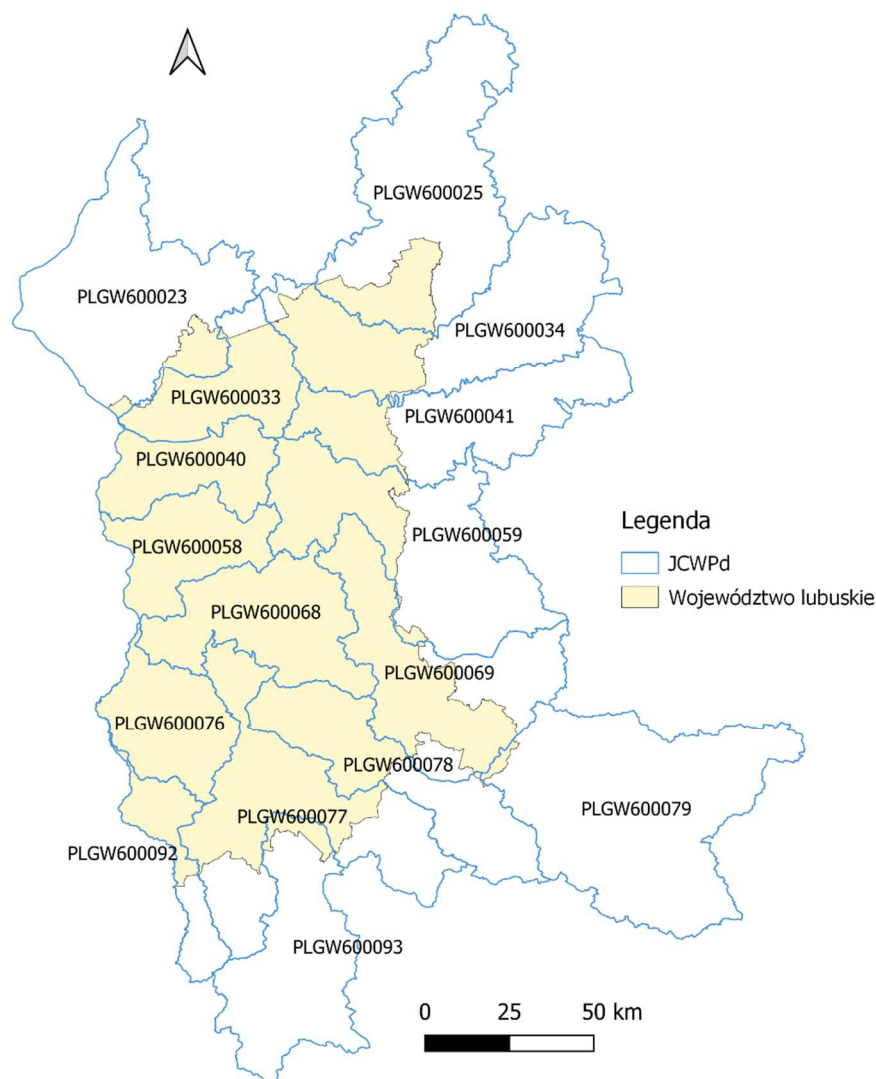 PLGW600025
PLGW600023
PLGW600034
PLGW600033
PLGW600041
PLGW600040
PLGW600059
PLGW600058
PLGW600068
PLGW600069
PLGW600076
PLGW600078
PLGW600077
PLGW600079
PLGW600092
PLGW600093
Legenda
JCWPd
Województwo lubuskie
0 25 50 km